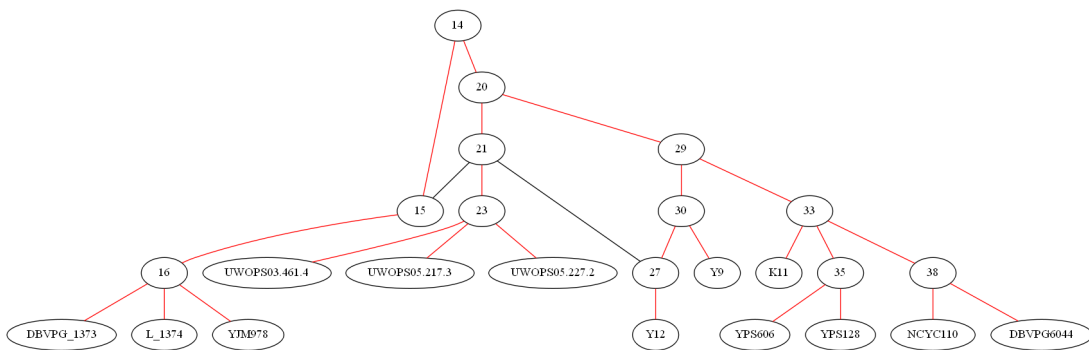 14
20
21
29
15
23
30
33
16
UWOPS03.461.4
UWOPS05.217.3
UWOPS05.227.2
27
Y9
K11
35
38
DBVPG_1373
L_1374
YJM978
Y12
YPS606
YPS128
NCYC110
DBVPG6044